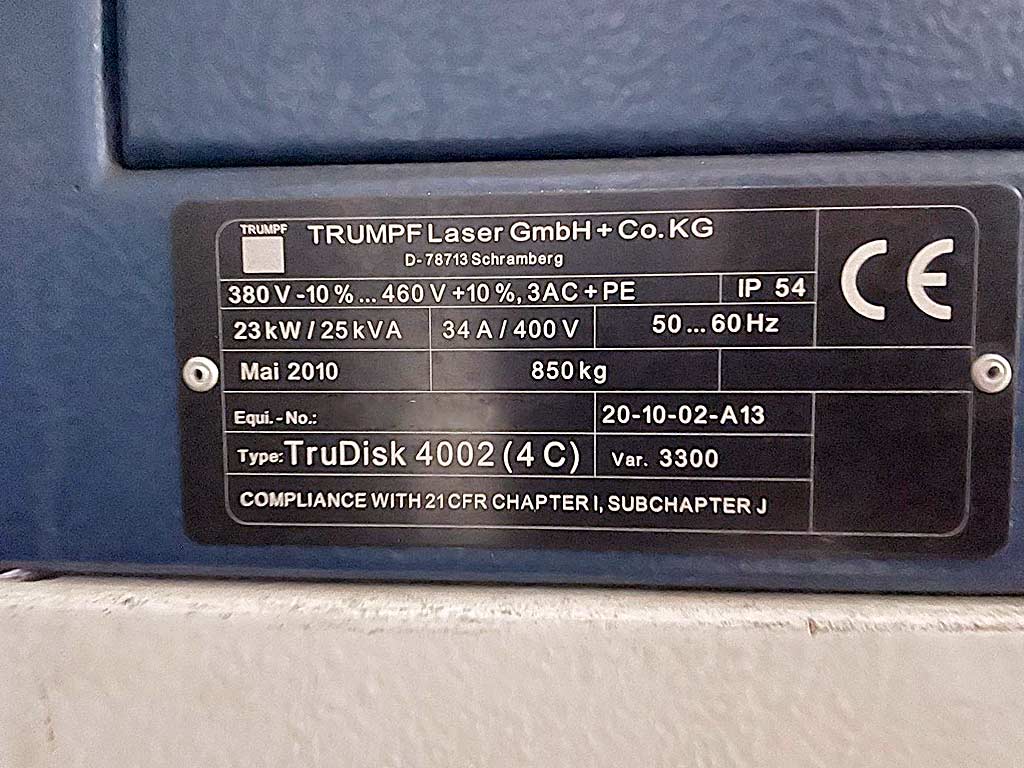 TRUMPF
TRUMPF Laser GmbH + Co. KG
D-78713 Schramberg
CE
380 V -10 % ... 460 V +10 %, 3AC + PE
IP 54
23 kW / 25 kVA
34 A / 400 V
50 ... 60 Hz
Mai 2010
850 kg
Equi. - No.:
20-10-02-A13
Type: TruDisk 4002 (4 C)
Var. 3300
COMPLIANCE WITH 21 CFR CHAPTER I, SUBCHAPTER J